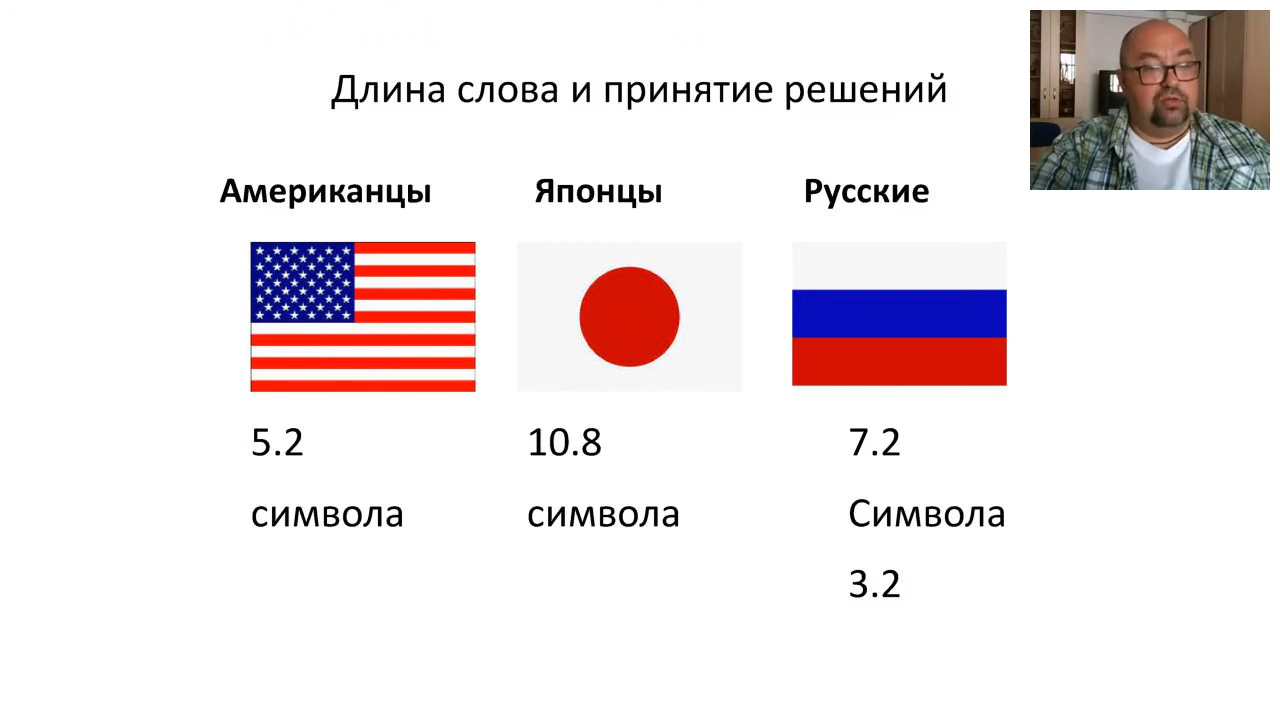 Длина слова и принятие решений
Американцы
Японцы
Русские
5.2
символа
10.8
символа
7.2
Символа
3.2